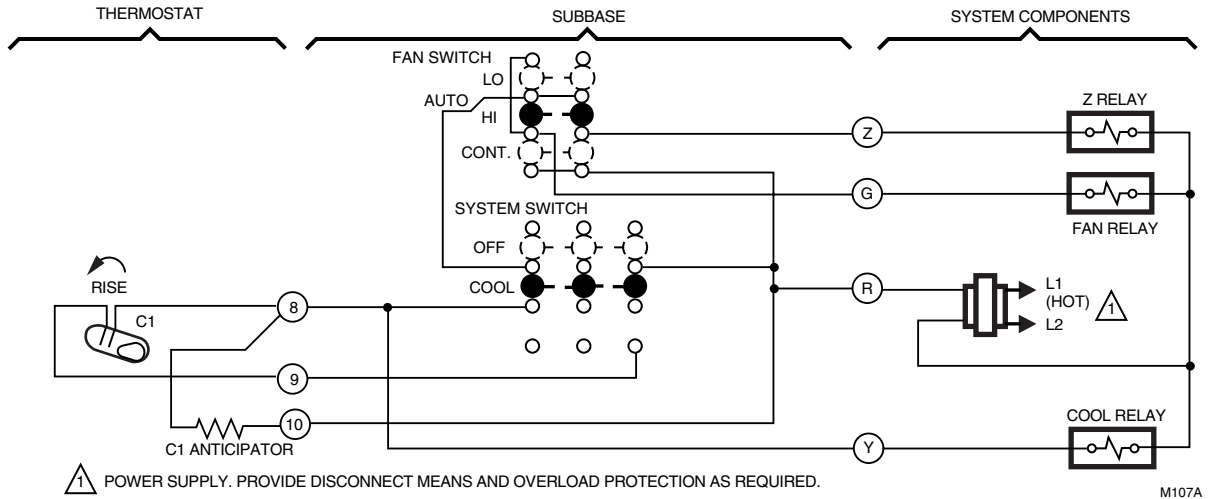 THERMOSTAT
SUBBASE
SYSTEM COMPONENTS
FAN SWITCH
LO
AUTO
HI
CONT.
Z
Z RELAY
G
FAN RELAY
SYSTEM SWITCH
OFF
COOL
RISE
C1
8
R
L1
(HOT)
L2
1
9
10
C1 ANTICIPATOR
Y
COOL RELAY
1 POWER SUPPLY. PROVIDE DISCONNECT MEANS AND OVERLOAD PROTECTION AS REQUIRED.
M107A